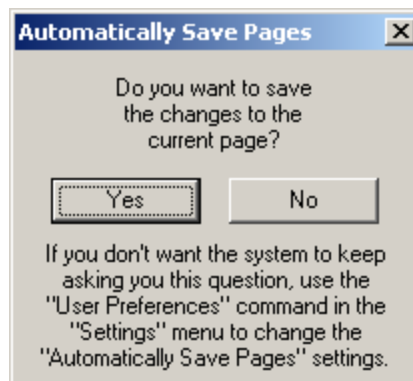 Automatically Save Pages
Do you want to save
the changes to the
current page?
Yes
No
If you don't want the system to keep
asking you this question, use the
"User Preferences" command in the
"Settings" menu to change the
"Automatically Save Pages" settings.